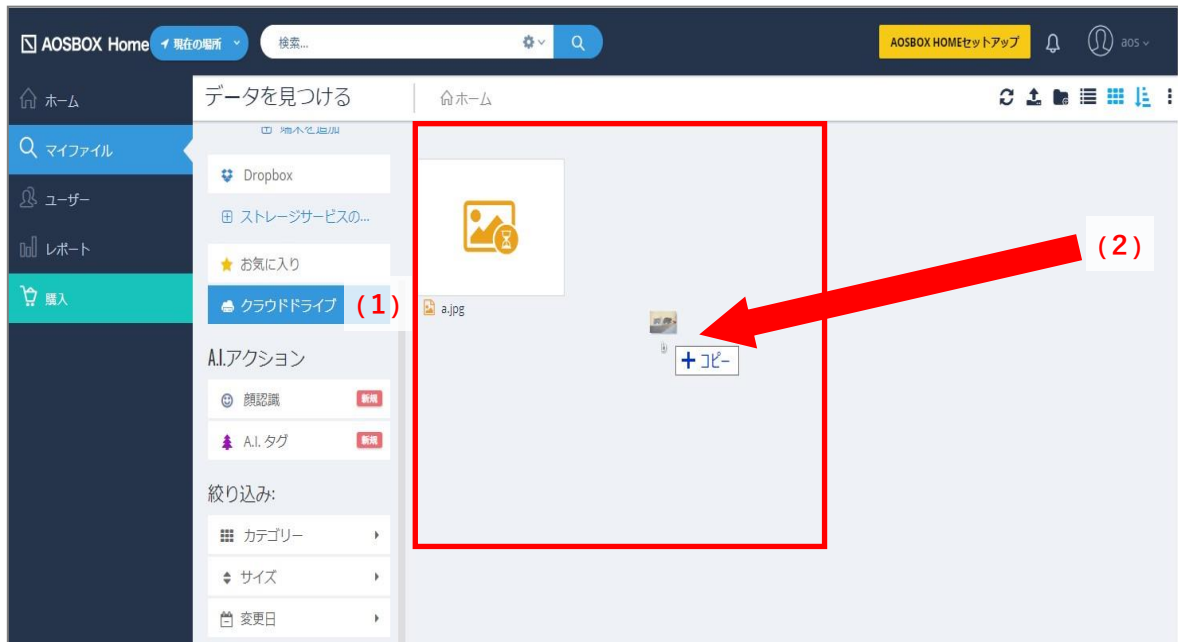 AOSBOX Home
現在の場所
検索...
AOSBOX HOMEセットアップ
aos
ホーム
マイファイル
ユーザー
レポート
購入
データを見つける
ホーム
端末を追加
Dropbox
ストレージサービスの...
お気に入り
クラウドドライブ
(1)
A.I.アクション
顔認識
新規
A.I. タグ
新規
絞り込み:
カテゴリー
サイズ
変更日
a.jpg
コピー
(2)